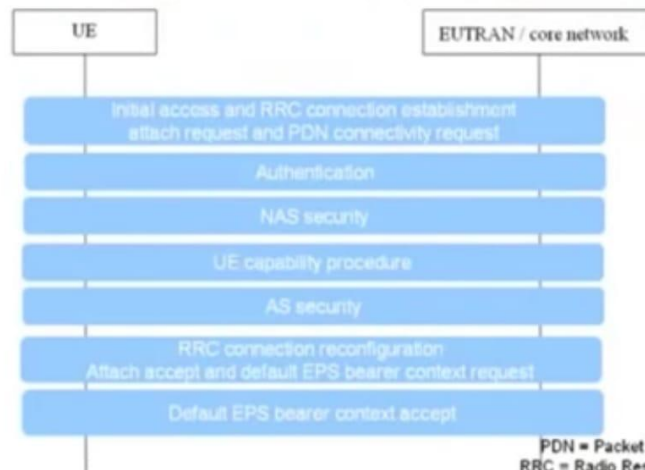 UE
EUTRAN / core network
Initial access and RRC connection establishment
attach request and PDN connectivity request
Authentication
NAS security
UE capability procedure
AS security
RRC connection reconfiguration
Attach accept and default EPS bearer context request
Default EPS bearer context accept
PDN = Packet
RRC = Radio Res